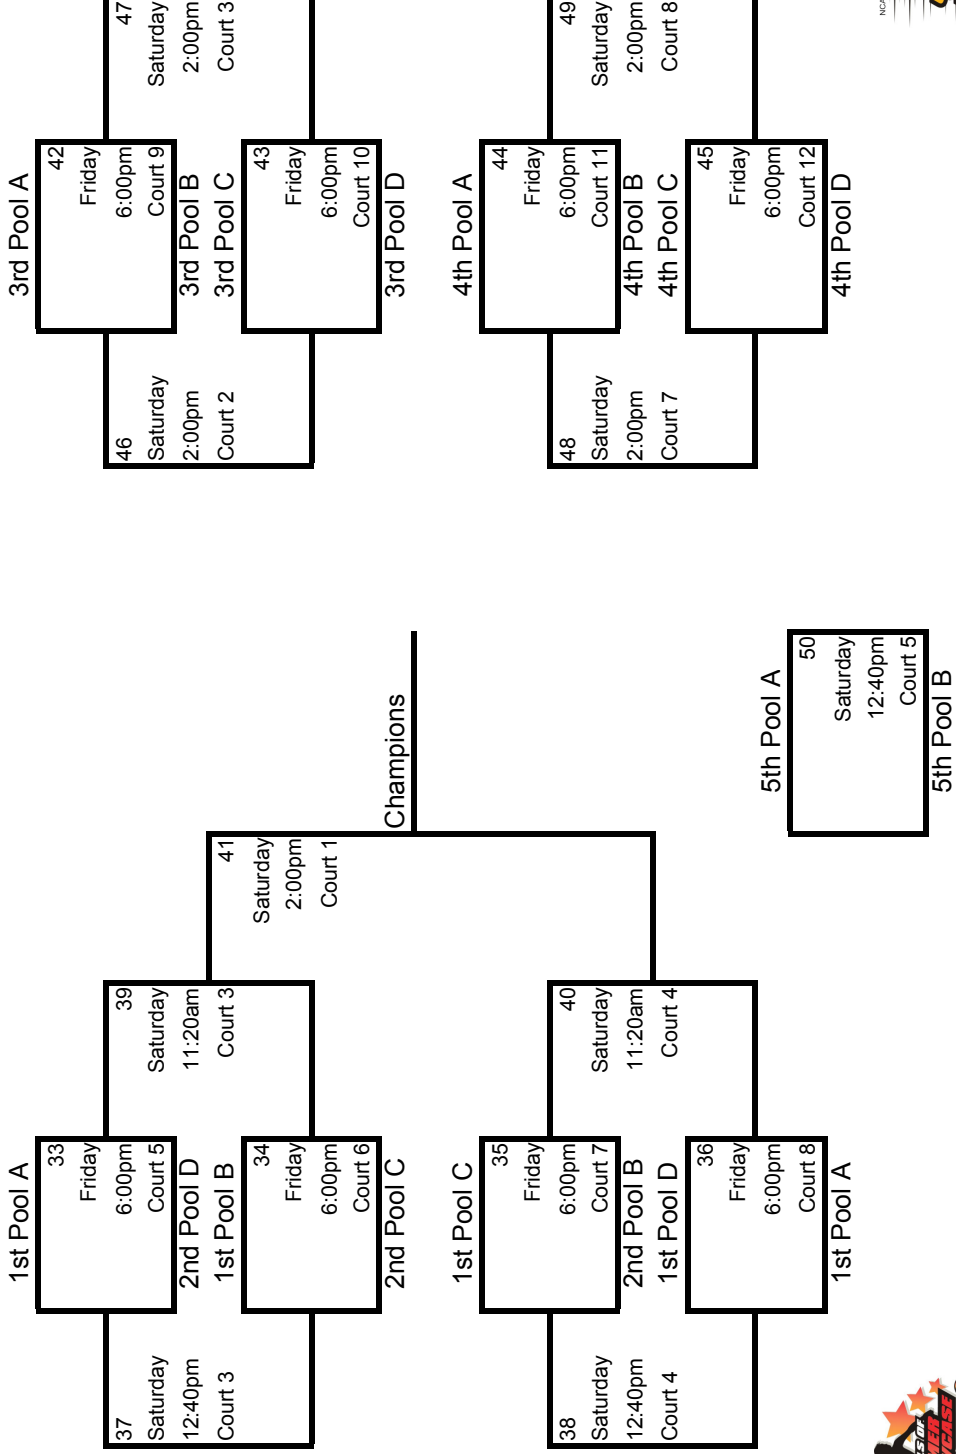 1st Pool A
33
Friday
6:00pm
Court 5
2nd Pool D
1st Pool B
34
Friday
6:00pm
Court 6
2nd Pool C
1st Pool C
35
Friday
6:00pm
Court 7
2nd Pool B
1st Pool D
36
Friday
6:00pm
Court 8
1st Pool A
37
Saturday
12:40pm
Court 3
38
Saturday
12:40pm
Court 4
39
Saturday
11:20am
Court 3
40
Saturday
11:20am
Court 4
41
Saturday
2:00pm
Court 1
Champions
5th Pool A
50
Saturday
12:40pm
Court 5
5th Pool B
3rd Pool A
42
Friday
6:00pm
Court 9
3rd Pool B
3rd Pool C
43
Friday
6:00pm
Court 10
3rd Pool D
4th Pool A
44
Friday
6:00pm
Court 11
4th Pool B
4th Pool C
45
Friday
6:00pm
Court 12
4th Pool D
46
Saturday
2:00pm
Court 2
48
Saturday
2:00pm
Court 7
47
Saturday
2:00pm
Court 3
49
Saturday
2:00pm
Court 8
NCA